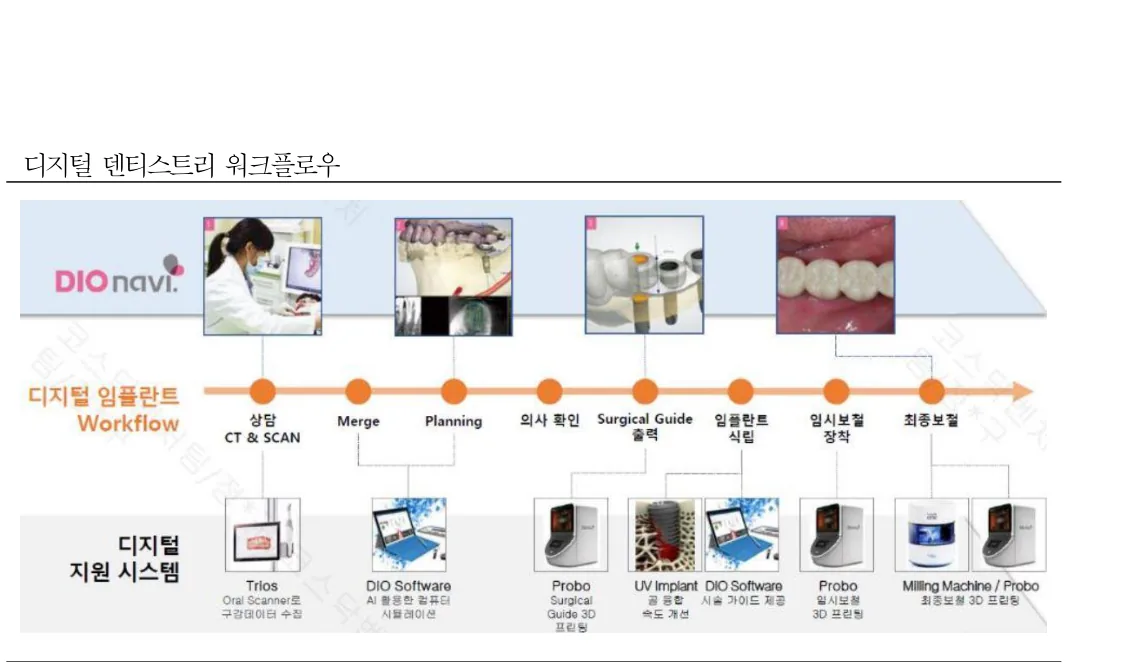 디지털 덴티스트리 워크플로우
1
2
3
4
DIO navi.
디지털 임플란트
Workflow
상담
CT & SCAN
Merge
Planning
의사 확인
Surgical Guide
출력
임플란트
식립
임시보철
장착
최종보철
디지털
지원 시스템
Trios
Oral Scanner로
구강데이터 수집
DIO Software
AI 활용한 컴퓨터
시뮬레이션
Probo
Surgical
Guide 3D
프린팅
UV Implant
골 융합
속도 개선
DIO Software
시술 가이드 제공
Probo
임시보철
3D 프린팅
Milling Machine / Probo
최종보철 3D 프린팅